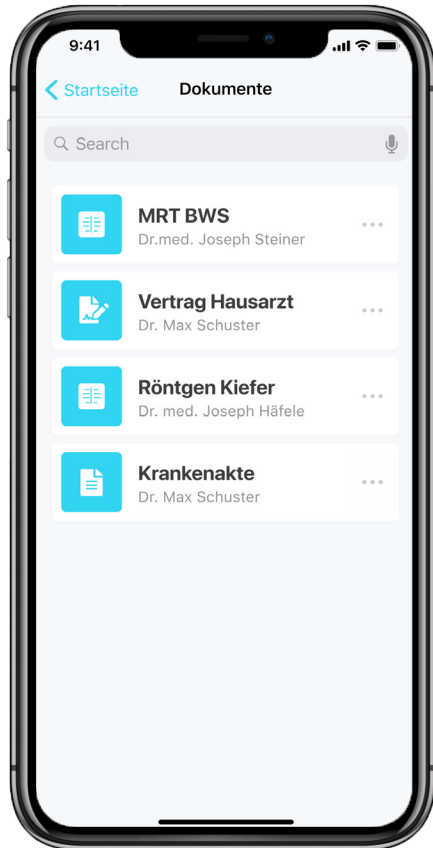 9:41
Startseite
Dokumente
Search
MRT BWS
Dr.med. Joseph Steiner
Vertrag Hausarzt
Dr. Max Schuster
Röntgen Kiefer
Dr. med. Joseph Häfele
Krankenakte
Dr. Max Schuster